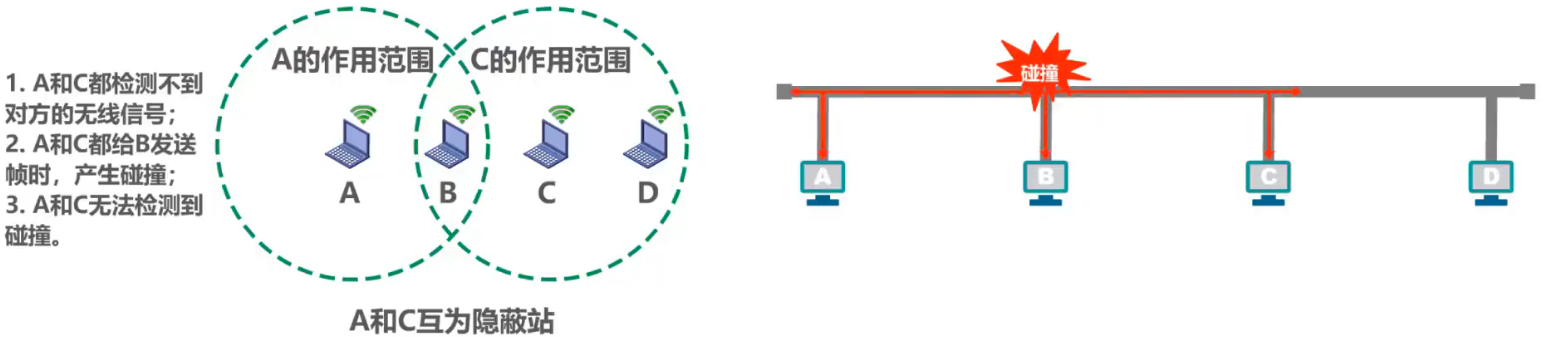 A的作用范围
C的作用范围
1. A和C都检测不到
对方的无线信号；
2. A和C都给B发送
帧时，产生碰撞；
3. A和C无法检测到
碰撞。
A
B
C
D
A和C互为隐蔽站
碰撞
A
B
C
D